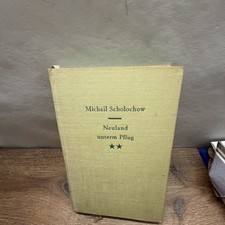 Michail Scholochow
Neuland
unterm Pflug
★★